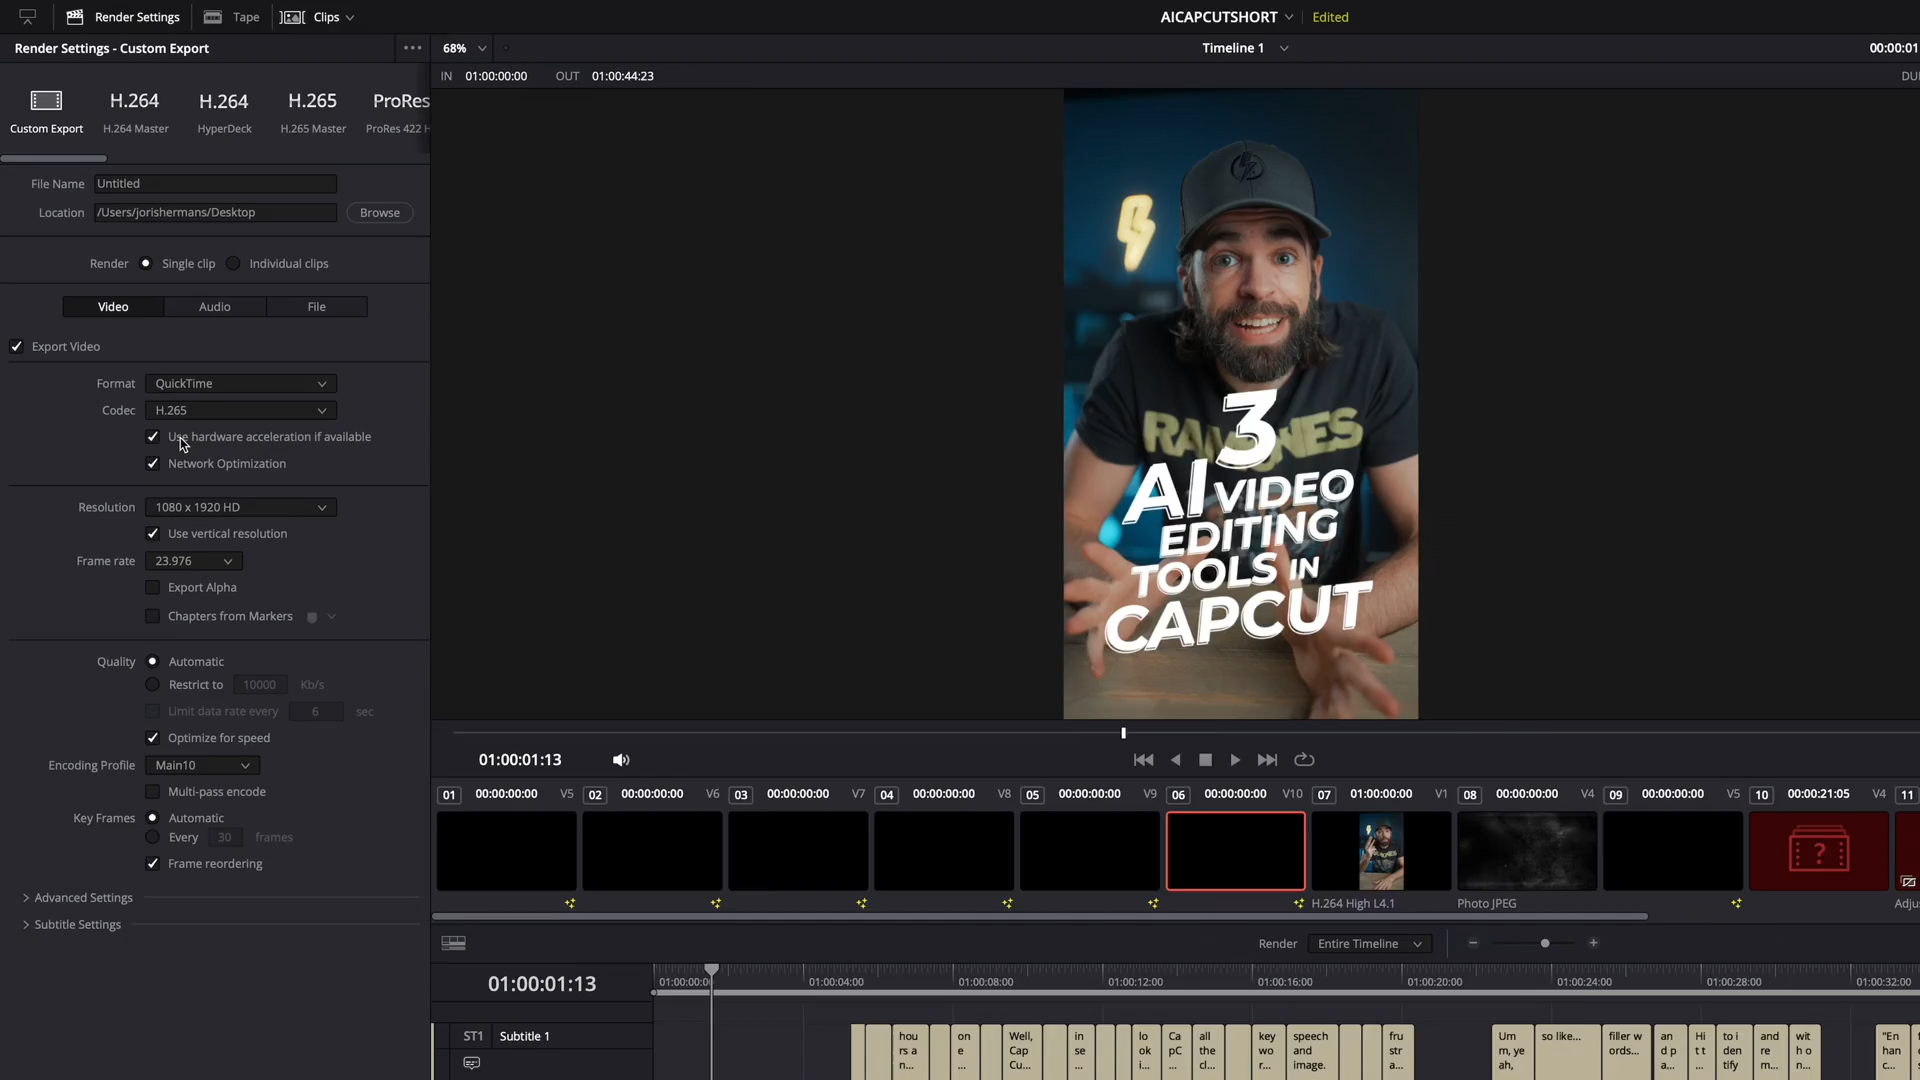 Render Settings
Tape
Clips
AICAPCUTSHORT
Edited
Render Settings - Custom Export
68%
Timeline 1
00:00:01
IN 01:00:00:00 OUT 01:00:44:23
Custom Export
H.264
H.264 Master
H.264
HyperDeck
H.265
H.265 Master
ProRes
ProRes 422 H
File Name Untitled
Location /Users/jorishermans/Desktop Browse
Render Single clip Individual clips
Video Audio File
Export Video
Format QuickTime
Codec H.265
Use hardware acceleration if available
Network Optimization
Resolution 1080 x 1920 HD
Use vertical resolution
Frame rate 23.976
Export Alpha
Chapters from Markers
Quality Automatic
Restrict to 10000 Kb/s
Limit data rate every 6 sec
Optimize for speed
Encoding Profile Main10
Multi-pass encode
Key Frames Automatic
Every 30 frames
Frame reordering
Advanced Settings
Subtitle Settings
RAMONES
3
AI VIDEO
EDITING
TOOLS IN
CAPCUT
01:00:01:13
01 00:00:00:00 V5
02 00:00:00:00 V6
03 00:00:00:00 V7
04 00:00:00:00 V8
05 00:00:00:00 V9
06 00:00:00:00 V10
07 01:00:00:00 V1
08 00:00:00:00 V4
09 00:00:00:00 V5
10 00:00:21:05 V4
11
?
H.264 High L4.1
Photo JPEG
Adju
Render Entire Timeline
01:00:01:13
01:00:00:0
01:00:04:00
01:00:08:00
01:00:12:00
01:00:16:00
01:00:20:00
01:00:24:00
01:00:28:00
01:00:32:00
ST1 Subtitle 1
hou
rs a
n...
on
e
...
Well,
Cap
Cu...
in
se
...
lo
ok
i...
Ca
pC
...
all
the
cl...
key
wo
r...
speech
and
image.
fru
str
a...
Um
m, ye
ah,
so like...
filler w
ords...
an
d p
a...
Hi
t t
...
to i
den
tify
and
re
m...
wit
h o
n...
"En
han
c...